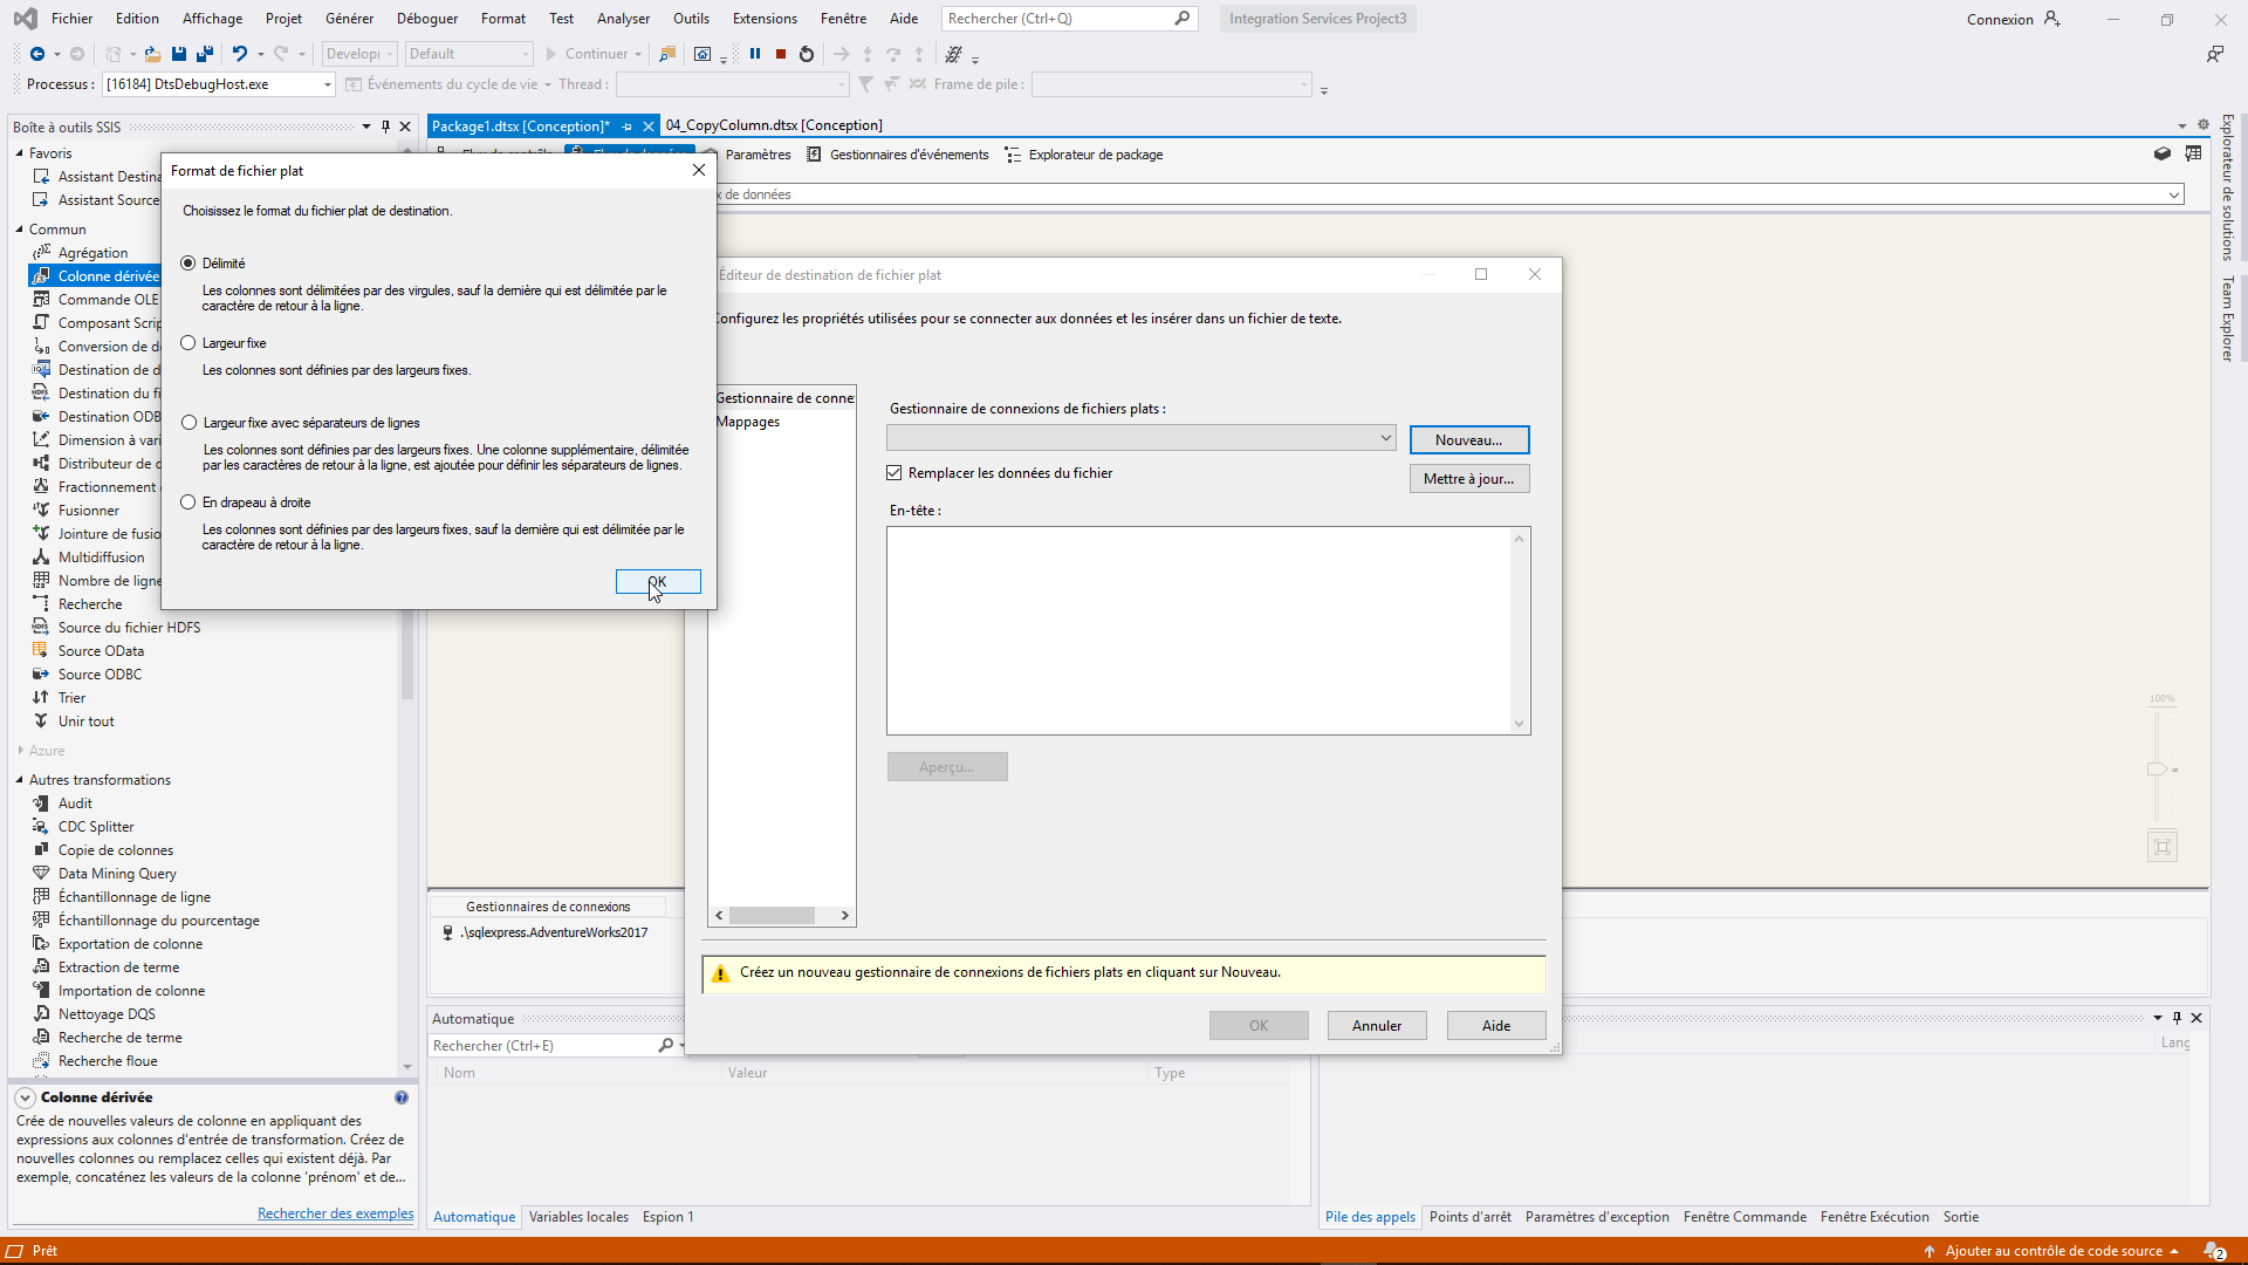 Fichier Edition Affichage Projet Générer Déboguer Format Test Analyser Outils Extensions Fenêtre Aide Rechercher (Ctrl+Q) Integration Services Project3 Connexion
Default Continuer
Processus : [16184] DtsDebugHost.exe Événements du cycle de vie Thread : Frame de pile :
Boîte à outils SSIS
Package1.dtsx [Conception]* 04_CopyColumn.dtsx [Conception]
Favoris
Paramètres Gestionnaires d'événements Explorateur de package
Assistant Destina
Assistant Source
Commun
Agrégation
Colonne dérivée
Commande OLE
Composant Scrip
Conversion de d
Destination de d
Destination du fi
Destination ODB
Dimension à vari
Distributeur de
Fractionnement
Fusionner
Jointure de fusio
Multidiffusion
Nombre de ligne
Recherche
Source du fichier HDFS
Source OData
Source ODBC
Trier
Unir tout
Azure
Autres transformations
Audit
CDC Splitter
Copie de colonnes
Data Mining Query
Échantillonnage de ligne
Échantillonnage du pourcentage
Exportation de colonne
Extraction de terme
Importation de colonne
Nettoyage DQS
Recherche de terme
Recherche floue
Colonne dérivée
Crée de nouvelles valeurs de colonne en appliquant des
expressions aux colonnes d'entrée de transformation. Créez de
nouvelles colonnes ou remplacez celles qui existent déjà. Par
exemple, concaténez les valeurs de la colonne 'prénom' et de...
Rechercher des exemples
Format de fichier plat
Choisissez le format du fichier plat de destination.
Délimité
Les colonnes sont délimitées par des virgules, sauf la dernière qui est délimitée par le
caractère de retour à la ligne.
Largeur fixe
Les colonnes sont définies par des largeurs fixes.
Largeur fixe avec séparateurs de lignes
Les colonnes sont définies par des largeurs fixes. Une colonne supplémentaire, délimitée
par les caractères de retour à la ligne, est ajoutée pour définir les séparateurs de lignes.
En drapeau à droite
Les colonnes sont définies par des largeurs fixes, sauf la dernière qui est délimitée par le
caractère de retour à la ligne.
OK
x de données
Éditeur de destination de fichier plat
Configurez les propriétés utilisées pour se connecter aux données et les insérer dans un fichier de texte.
Gestionnaire de conne
Mappages
Gestionnaire de connexions de fichiers plats :
Nouveau...
Remplacer les données du fichier
Mettre à jour...
En-tête :
Aperçu...
Créez un nouveau gestionnaire de connexions de fichiers plats en cliquant sur Nouveau.
OK Annuler Aide
100%
Gestionnaires de connexions
.\sqlexpress.AdventureWorks2017
Automatique
Rechercher (Ctrl+E)
Nom Valeur Type
Lang
Automatique Variables locales Espion 1
Pile des appels Points d'arrêt Paramètres d'exception Fenêtre Commande Fenêtre Exécution Sortie
Explorateur de solutions
Team Explorer
Prêt
Ajouter au contrôle de code source
2